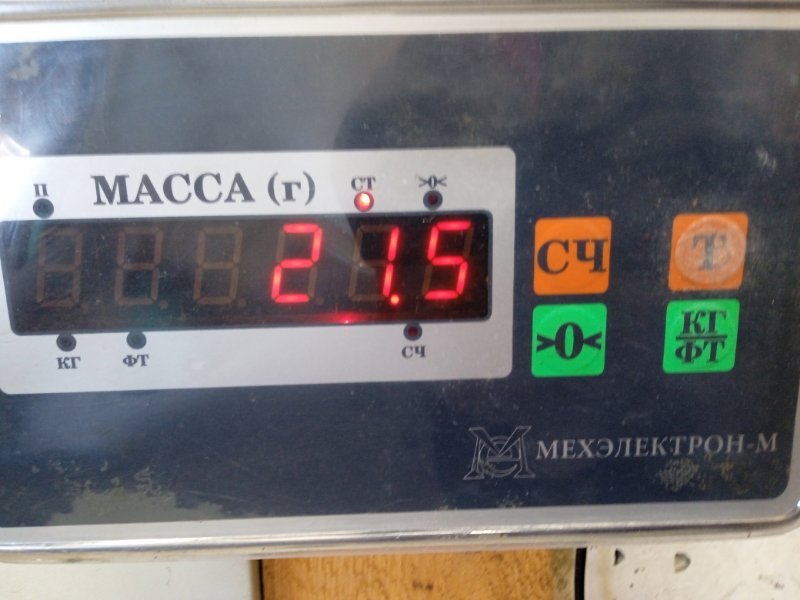 П МАССА (г) СТ >0<
21.5
КГ ФТ СЧ
СЧ Т
>0< КГ/ФТ
МЕХЭЛЕКТРОН-М